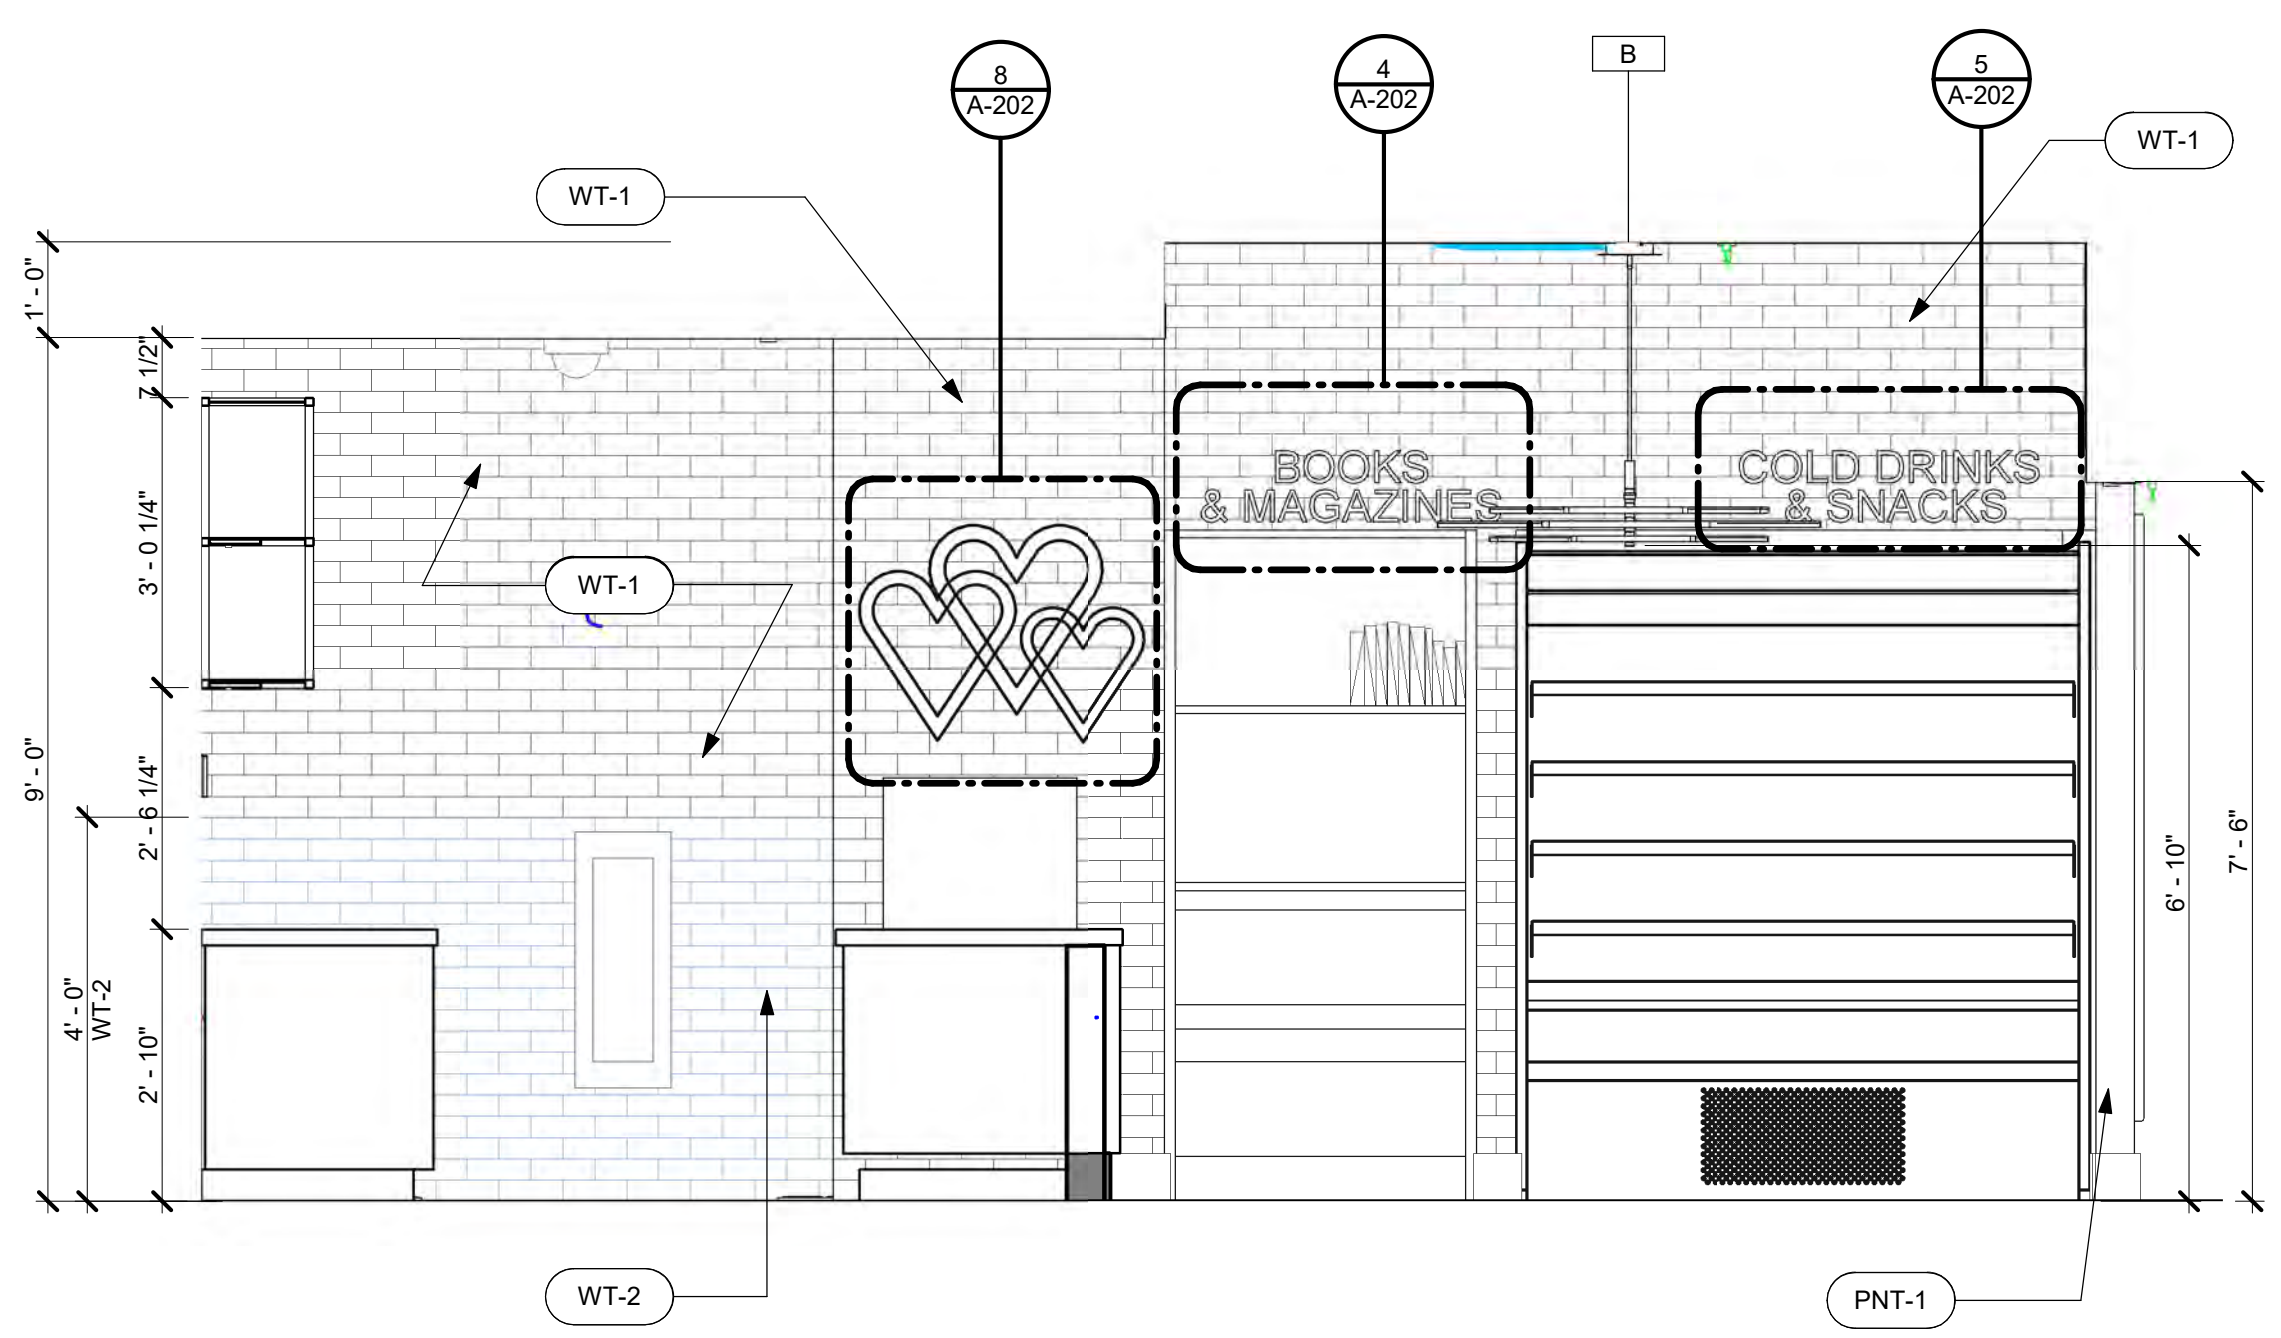 8
A-202
4
A-202
B
5
A-202
WT-1
WT-1
1' - 0"
7 1/2"
BOOKS
& MAGAZINES
COLD DRINKS
& SNACKS
3' - 0 1/4"
WT-1
9' - 0"
2' - 6 1/4"
4' - 0"
WT-2
2' - 10"
6' - 10"
7' - 6"
WT-2
PNT-1